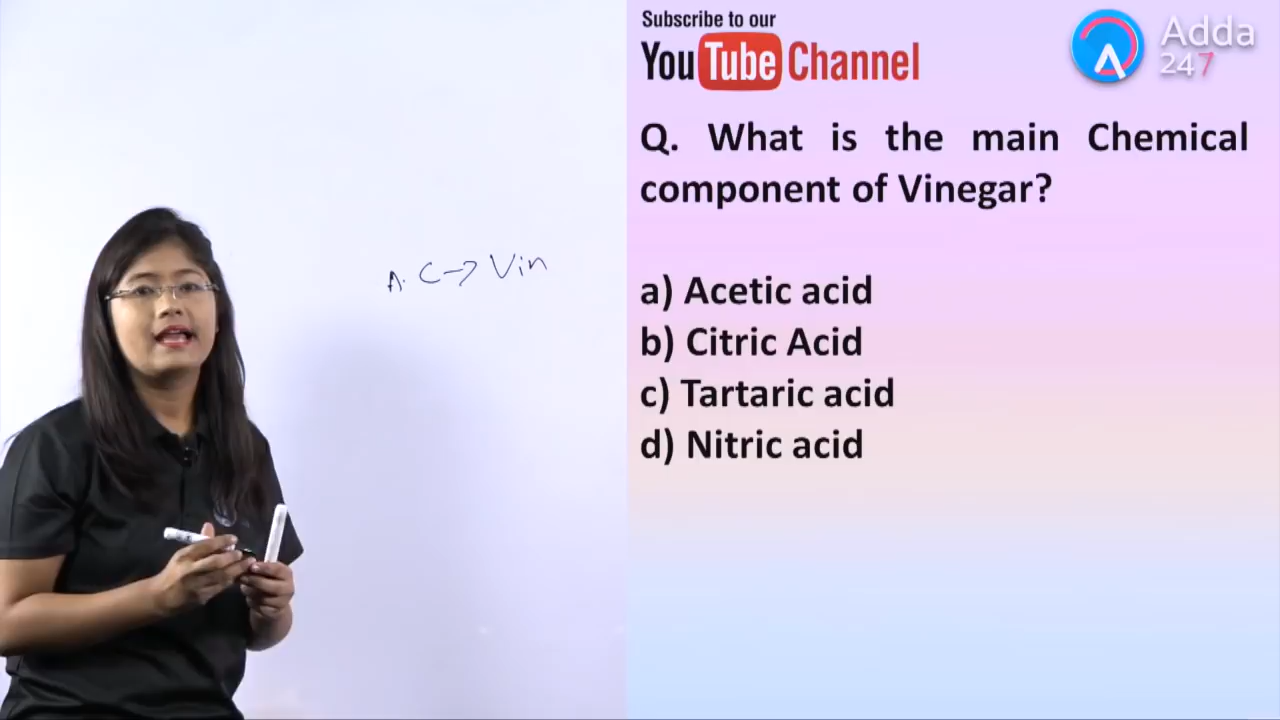 Subscribe to our
YouTube Channel
Adda
247
Q. What is the main Chemical
component of Vinegar?
A. C → Vin
a) Acetic acid
b) Citric Acid
c) Tartaric acid
d) Nitric acid